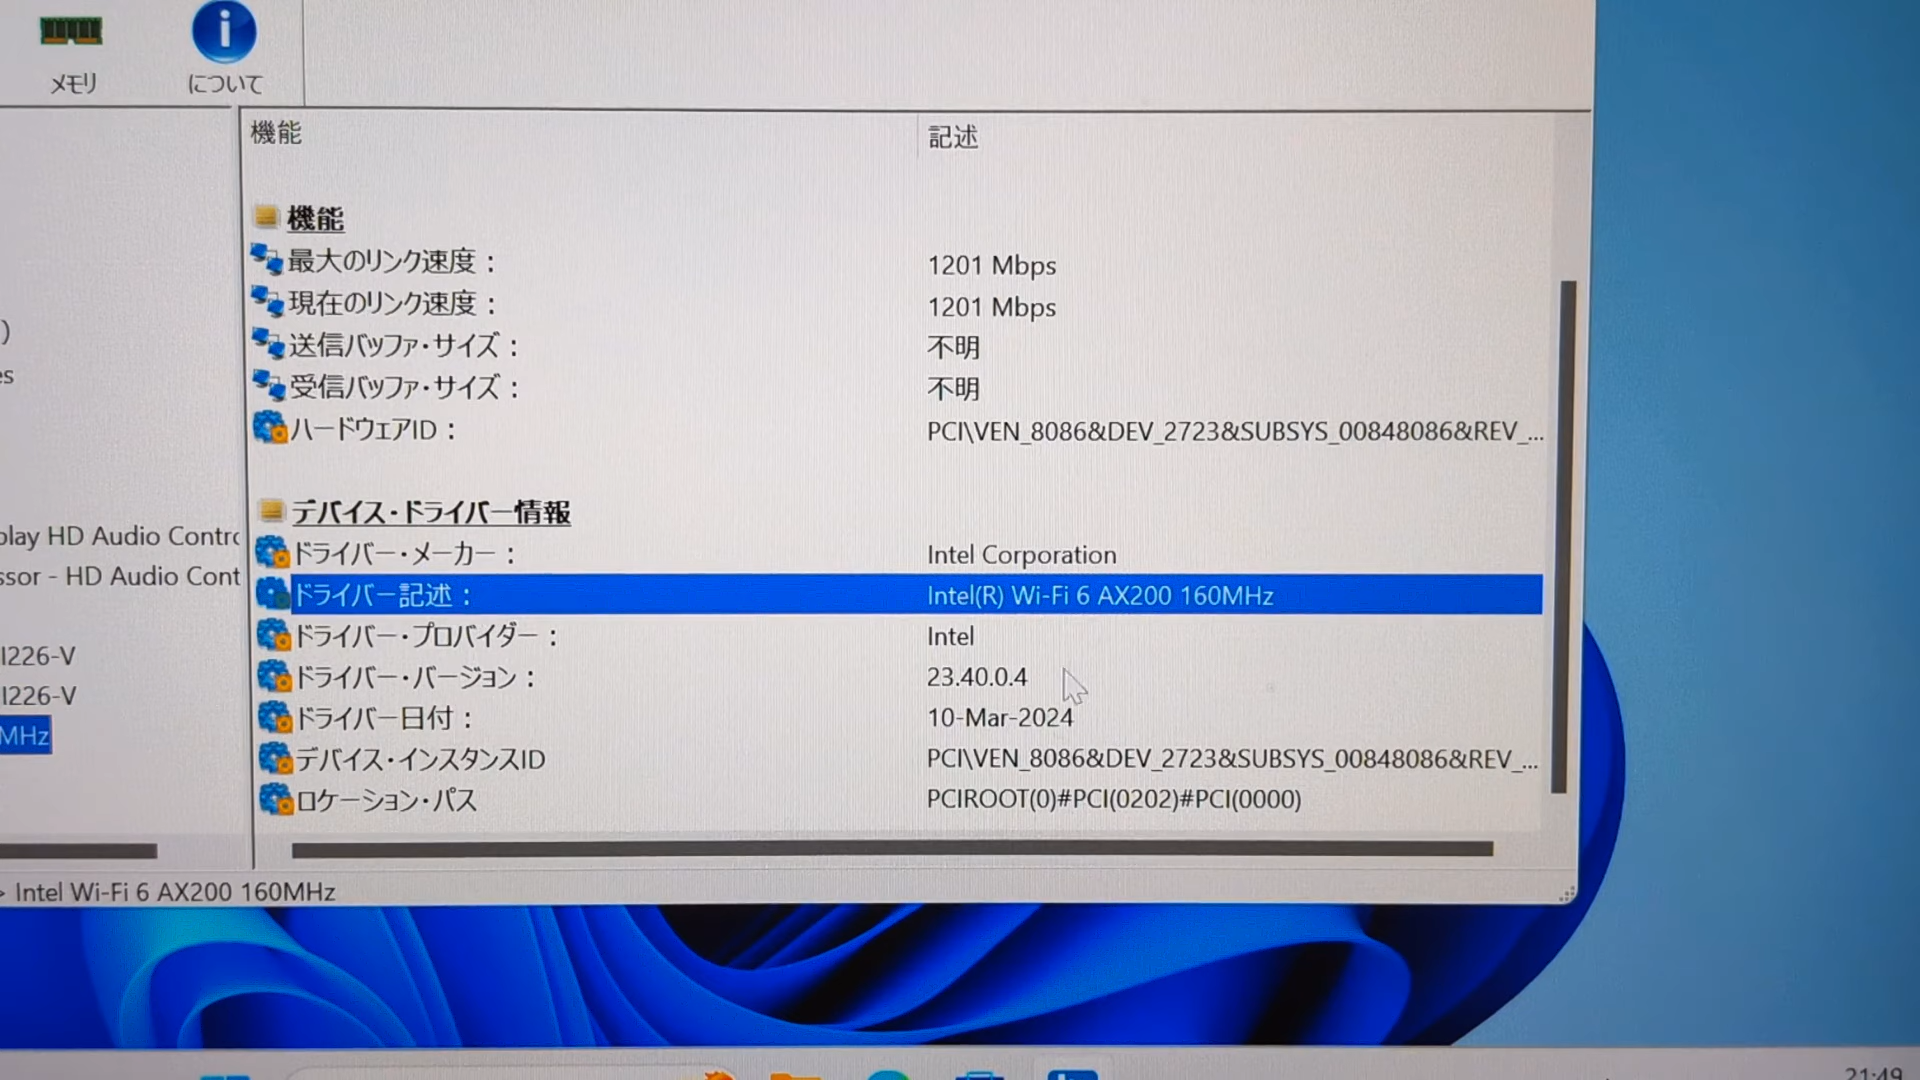 メモリ
について
機能
記述
機能
最大のリンク速度：
1201 Mbps
現在のリンク速度：
1201 Mbps
送信バッファ・サイズ：
不明
受信バッファ・サイズ：
不明
ハードウェアID：
PCI\VEN_8086&DEV_2723&SUBSYS_00848086&REV_...
デバイス・ドライバー情報
ドライバー・メーカー：
Intel Corporation
ドライバー記述：
Intel(R) Wi-Fi 6 AX200 160MHz
ドライバー・プロバイダー：
Intel
ドライバー・バージョン：
23.40.0.4
ドライバー日付：
10-Mar-2024
デバイス・インスタンスID
PCI\VEN_8086&DEV_2723&SUBSYS_00848086&REV_...
ロケーション・パス
PCIROOT(0)#PCI(0202)#PCI(0000)
)
es
play HD Audio Contro
ssor - HD Audio Cont
I226-V
I226-V
MHz
> Intel Wi-Fi 6 AX200 160MHz
21:49